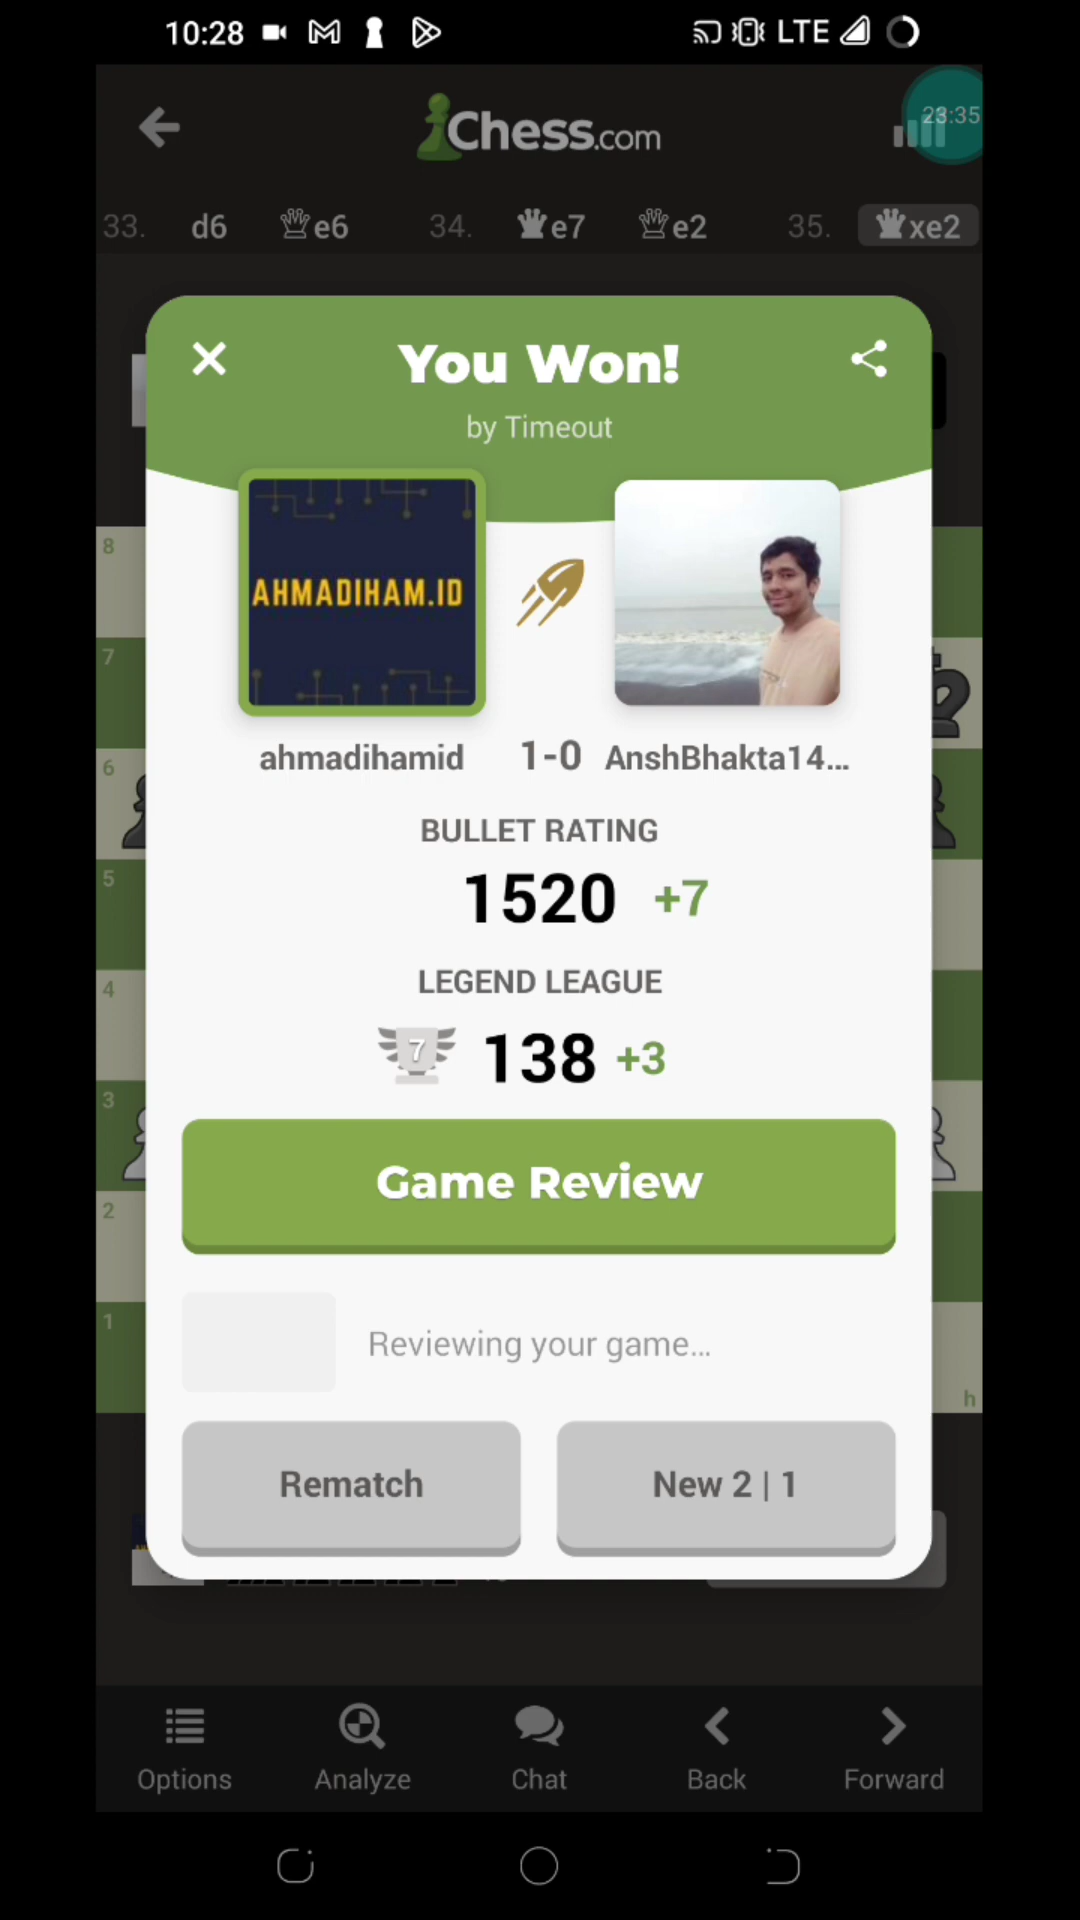 10:28 LTE
23:35
Chess.com
33. d6 e6 34. e7 e2 35. xe2
You Won!
by Timeout
AHMADIHAM.ID
ahmadihamid 1-0 AnshBhakta14...
BULLET RATING
1520 +7
LEGEND LEAGUE
7 138 +3
Game Review
Reviewing your game...
Rematch New 2 | 1
8
7
6
5
4
3
2
1
h
Options Analyze Chat Back Forward